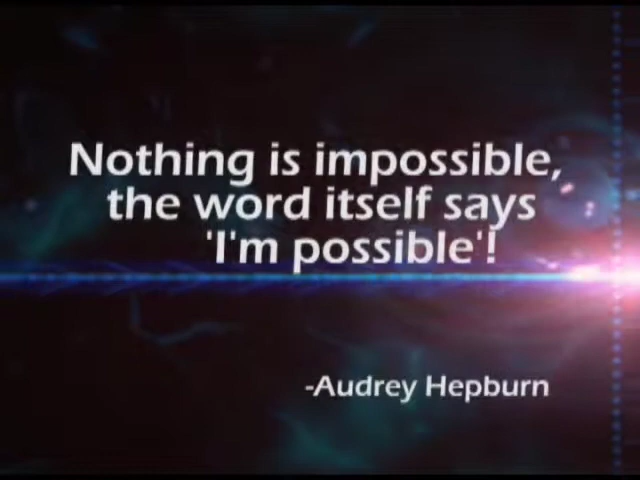 Nothing is impossible,
the word itself says
'I'm possible'!
-Audrey Hepburn